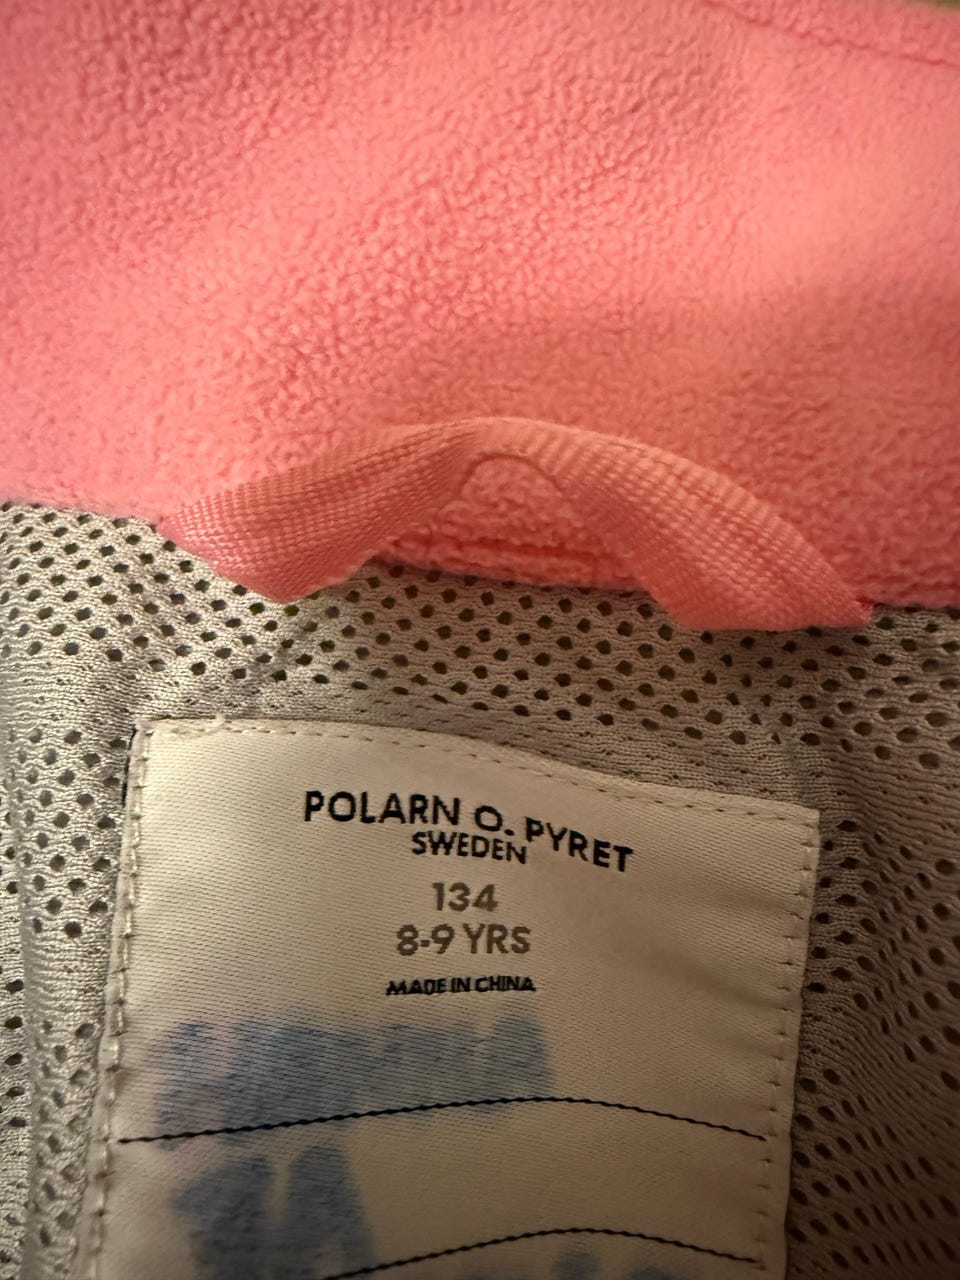 POLARN O. PYRET
SWEDEN
134
8-9 YRS
MADE IN CHINA